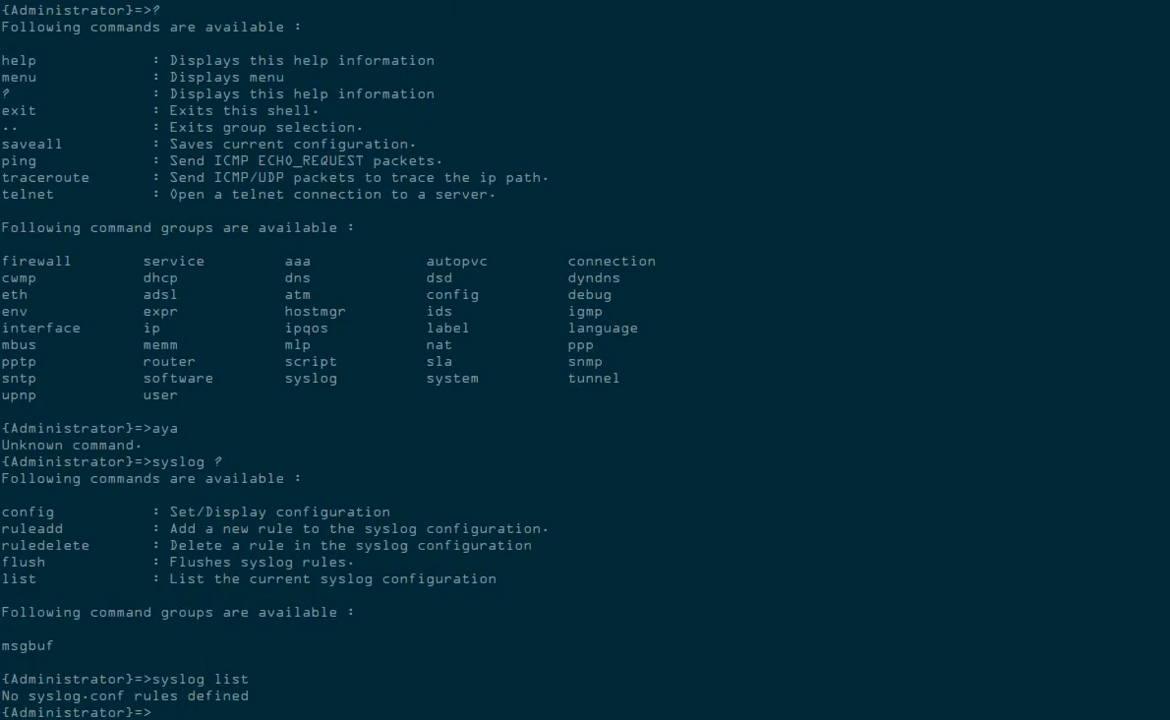 {Administrator}=>?
Following commands are available :
help : Displays this help information
menu : Displays menu
? : Displays this help information
exit : Exits this shell.
.. : Exits group selection.
saveall : Saves current configuration.
ping : Send ICMP ECHO_REQUEST packets.
traceroute : Send ICMP/UDP packets to trace the ip path.
telnet : Open a telnet connection to a server.
Following command groups are available :
firewall service aaa autopvc connection
cwmp dhcp dns dsd dyndns
eth adsl atm config debug
env expr hostmgr ids igmp
interface ip ipqos label language
mbus memm mlp nat ppp
pptp router script sla snmp
sntp software syslog system tunnel
upnp user
{Administrator}=>aya
Unknown command.
{Administrator}=>syslog ?
Following commands are available :
config : Set/Display configuration
ruleadd : Add a new rule to the syslog configuration.
ruledelete : Delete a rule in the syslog configuration
flush : Flushes syslog rules.
list : List the current syslog configuration
Following command groups are available :
msgbuf
{Administrator}=>syslog list
No syslog.conf rules defined
{Administrator}=>